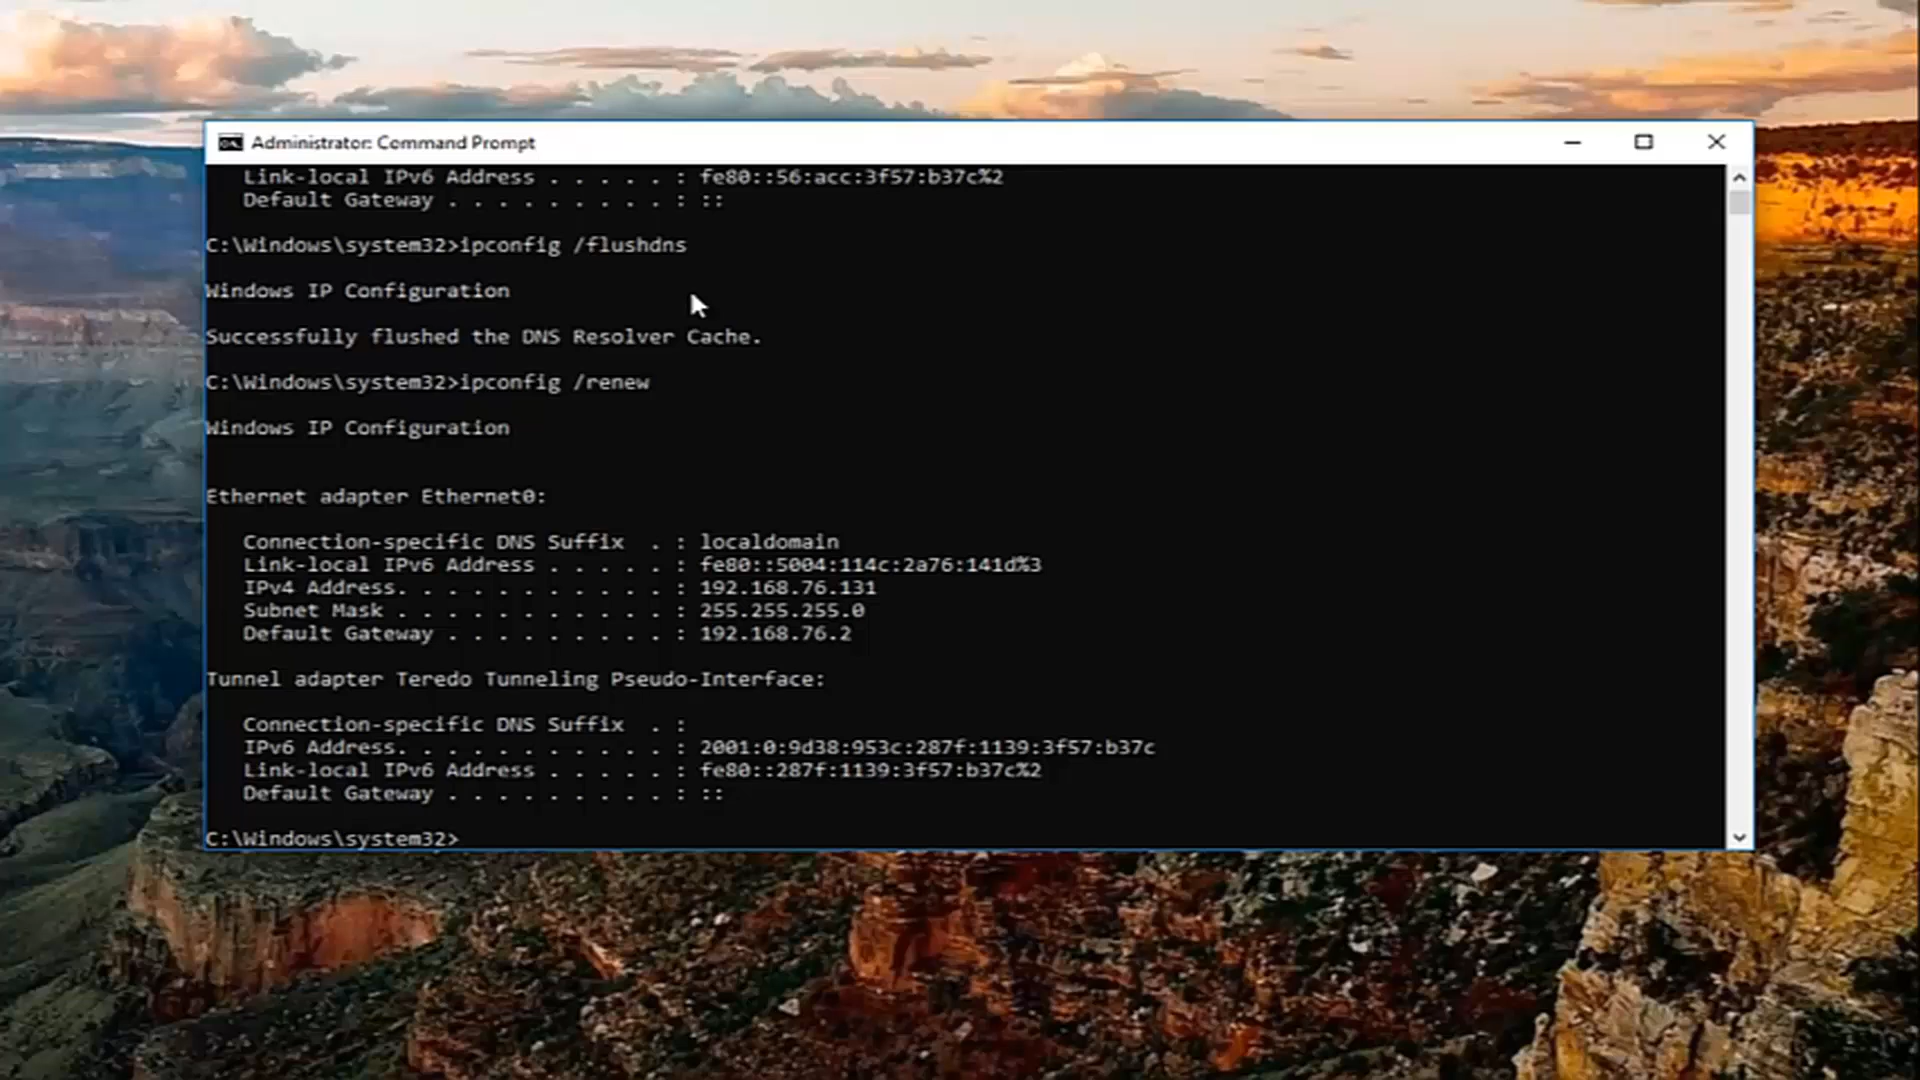 Administrator: Command Prompt
Link-local IPv6 Address . . . . . : fe80::56:acc:3f57:b37c%2
Default Gateway . . . . . . . . . : ::
C:\Windows\system32>ipconfig /flushdns
Windows IP Configuration
Successfully flushed the DNS Resolver Cache.
C:\Windows\system32>ipconfig /renew
Windows IP Configuration
Ethernet adapter Ethernet0:
Connection-specific DNS Suffix  . : localdomain
Link-local IPv6 Address . . . . . : fe80::5004:114c:2a76:141d%3
IPv4 Address. . . . . . . . . . . : 192.168.76.131
Subnet Mask . . . . . . . . . . . : 255.255.255.0
Default Gateway . . . . . . . . . : 192.168.76.2
Tunnel adapter Teredo Tunneling Pseudo-Interface:
Connection-specific DNS Suffix  . :
IPv6 Address. . . . . . . . . . . : 2001:0:9d38:953c:287f:1139:3f57:b37c
Link-local IPv6 Address . . . . . : fe80::287f:1139:3f57:b37c%2
Default Gateway . . . . . . . . . : ::
C:\Windows\system32>